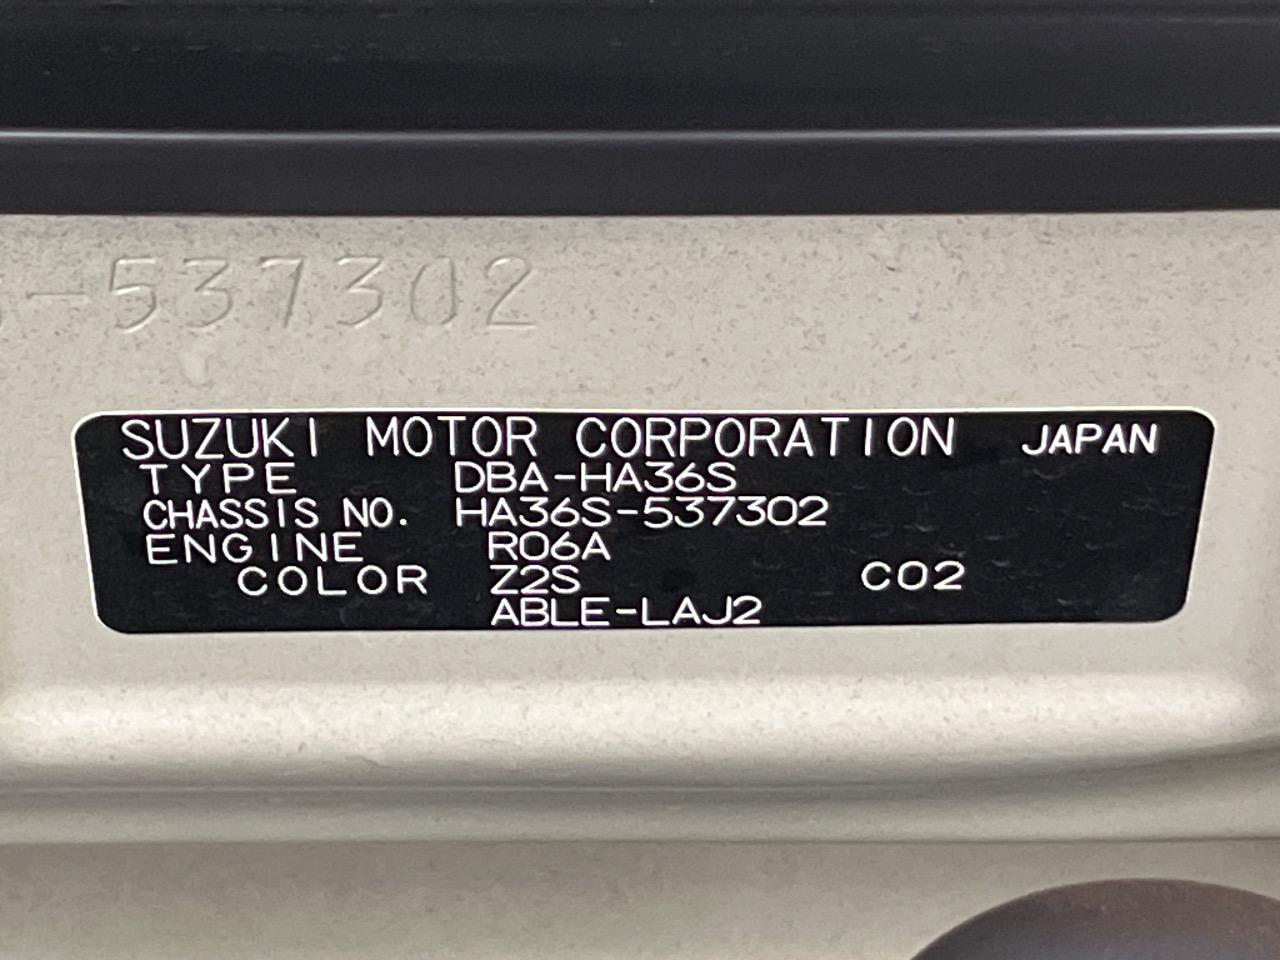 -537302
SUZUKI MOTOR CORPORATION JAPAN
TYPE DBA-HA36S
CHASSIS NO. HA36S-537302
ENGINE R06A
COLOR Z2S C02
ABLE-LAJ2